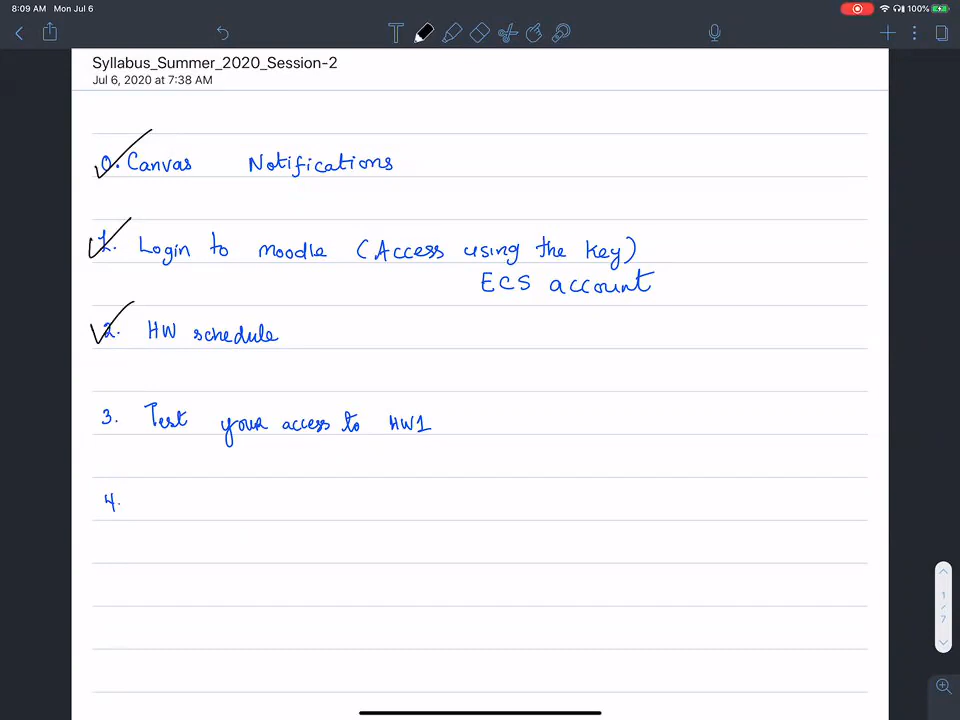 8:09 AM Mon Jul 6
100%
Syllabus_Summer_2020_Session-2
Jul 6, 2020 at 7:38 AM
0. Canvas Notifications
1. Login to moodle (Access using the key)
ECS account
2. HW schedule
3. Test your access to HW1
4.
1
/
7